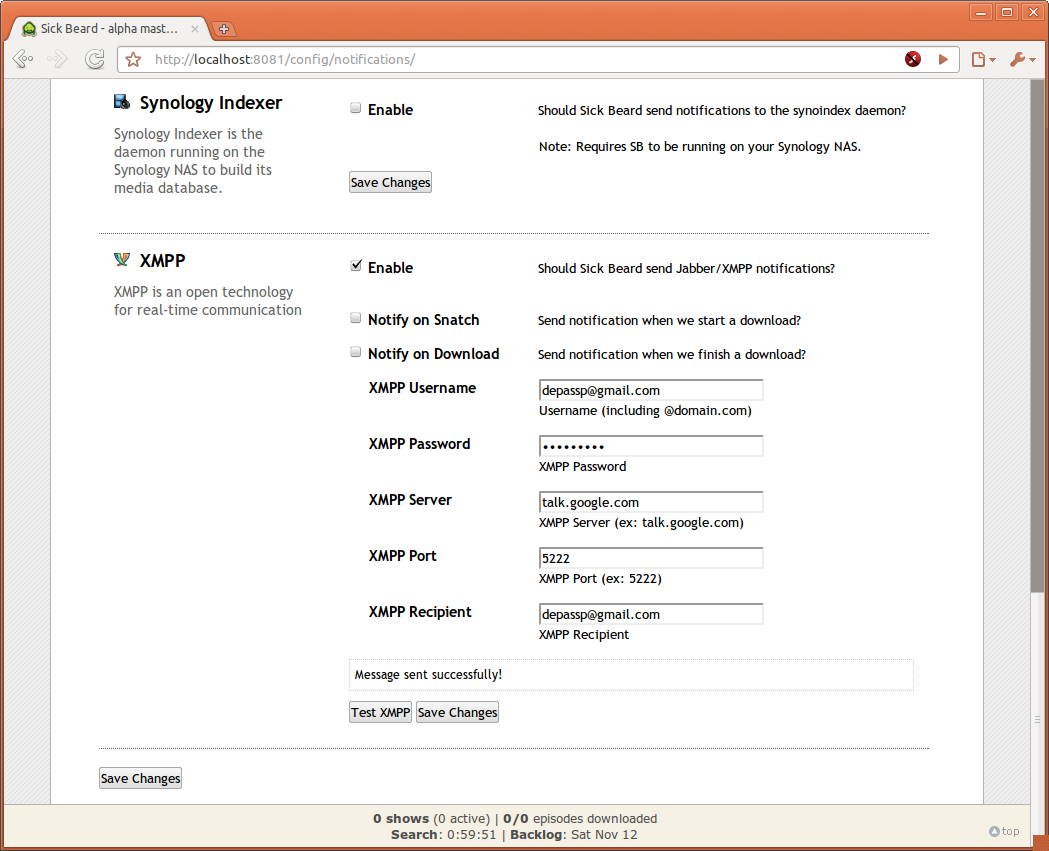 Sick Beard - alpha mast...
http://localhost:8081/config/notifications/
Synology Indexer
Synology Indexer is the
daemon running on the
Synology NAS to build its
media database.
Enable
Should Sick Beard send notifications to the synoindex daemon?
Note: Requires SB to be running on your Synology NAS.
Save Changes
XMPP
XMPP is an open technology
for real-time communication
Enable
Should Sick Beard send Jabber/XMPP notifications?
Notify on Snatch
Send notification when we start a download?
Notify on Download
Send notification when we finish a download?
XMPP Username
depassp@gmail.com
Username (including @domain.com)
XMPP Password
•••••••••
XMPP Password
XMPP Server
talk.google.com
XMPP Server (ex: talk.google.com)
XMPP Port
5222
XMPP Port (ex: 5222)
XMPP Recipient
depassp@gmail.com
XMPP Recipient
Message sent successfully!
Test XMPP
Save Changes
Save Changes
0 shows (0 active) | 0/0 episodes downloaded
Search: 0:59:51 | Backlog: Sat Nov 12
top